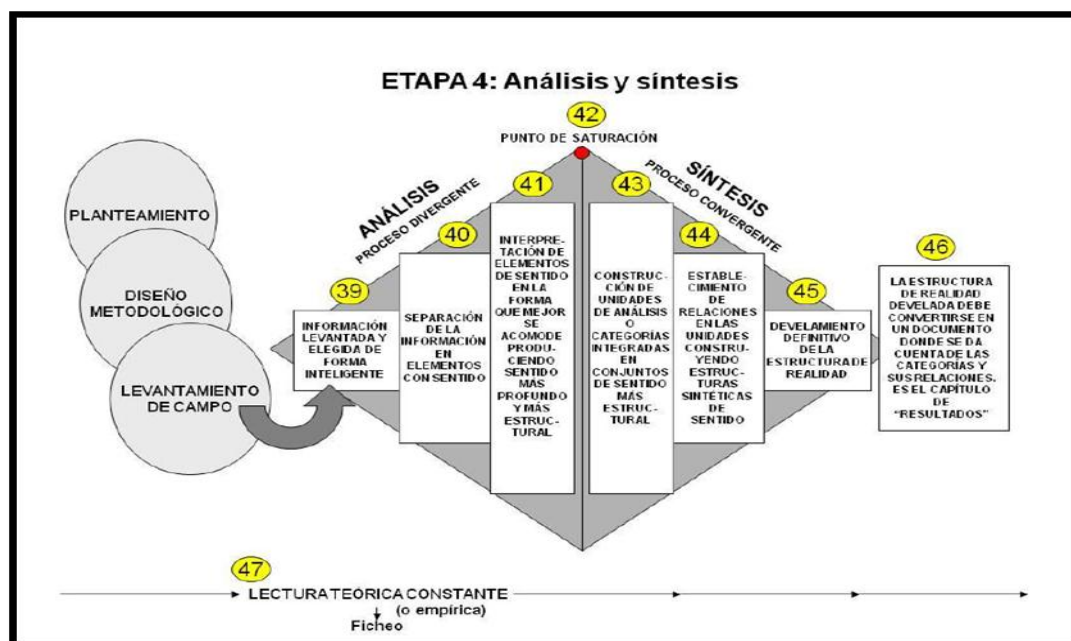 ETAPA 4: Análisis y síntesis
42
PUNTO DE SATURACIÓN
ANÁLISIS
PROCESO DIVERGENTE
SÍNTESIS
PROCESO CONVERGENTE
PLANTEAMIENTO
DISEÑO
METODOLÓGICO
LEVANTAMIENTO
DE CAMPO
39
INFORMACIÓN
LEVANTADA Y
ELEGIDA DE
FORMA
INTELIGENTE
40
SEPARACIÓN
DE LA
INFORMACIÓN
EN
ELEMENTOS
CON SENTIDO
41
INTERPRE-
TACIÓN DE
ELEMENTOS
DE SENTIDO
EN LA
FORMA
QUE MEJOR
SE
ACOMODE
PRODU-
CIENDO
SENTIDO
MÁS
PROFUNDO
Y MÁS
ESTRUC-
TURAL
43
CONSTRUC-
CIÓN DE
UNIDADES
DE ANÁLISIS
O
CATEGORÍAS
INTEGRADAS
EN
CONJUNTOS
DE SENTIDO
MÁS
ESTRUC-
TURAL
44
ESTABLE-
CIMIENTO
DE
RELACIONES
EN LAS
UNIDADES
CONSTRU-
YENDO
ESTRUC-
TURAS
SINTÉTICAS
DE
SENTIDO
45
DEVELAMIENTO
DEFINITIVO
DE LA
ESTRUCTURA DE
REALIDAD
46
LA ESTRUCTURA
DE REALIDAD
DEVELADA DEBE
CONVERTIRSE
EN UN
DOCUMENTO
DONDE SE DA
CUENTA DE LAS
CATEGORÍAS Y
SUS RELACIONES.
ES EL CAPÍTULO
DE
"RESULTADOS"
47
LECTURA TEÓRICA CONSTANTE
(o empírica)
Ficheo